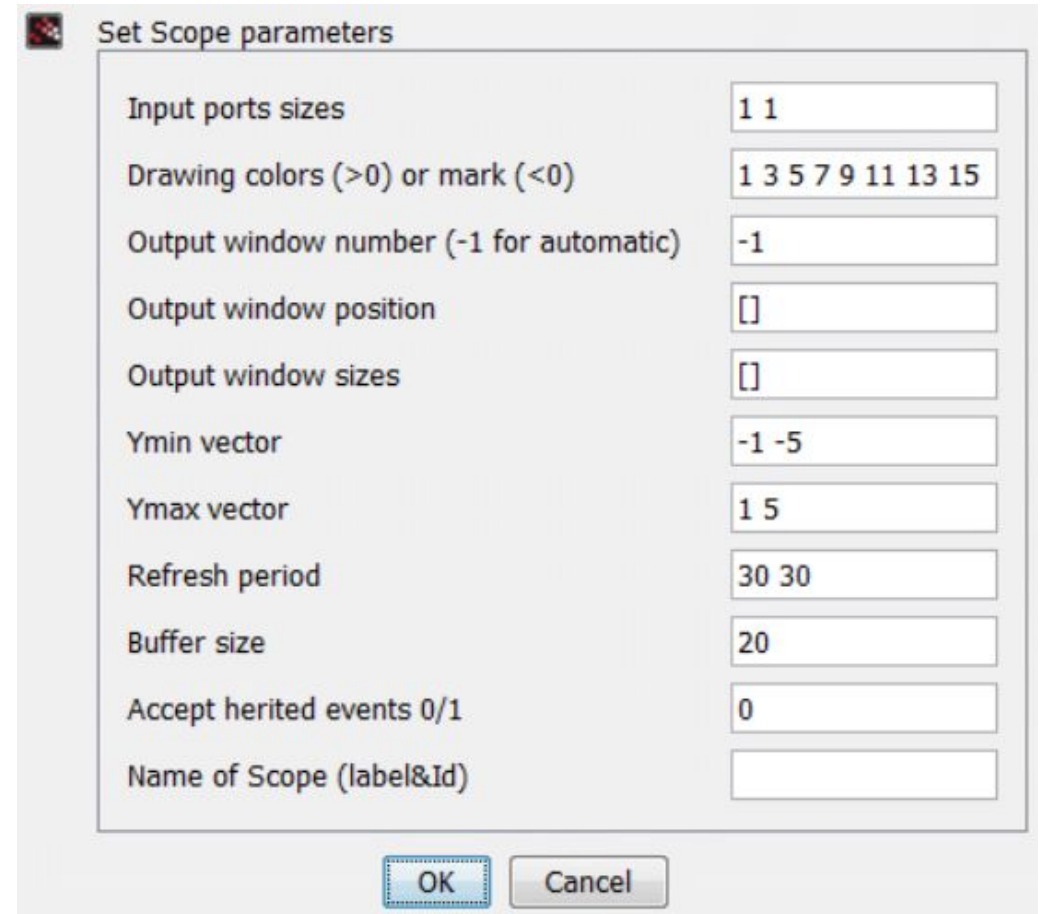 Set Scope parameters
Input ports sizes 1 1
Drawing colors (>0) or mark (<0) 1 3 5 7 9 11 13 15
Output window number (-1 for automatic) -1
Output window position []
Output window sizes []
Ymin vector -1 -5
Ymax vector 1 5
Refresh period 30 30
Buffer size 20
Accept herited events 0/1 0
Name of Scope (label&Id)
OK Cancel